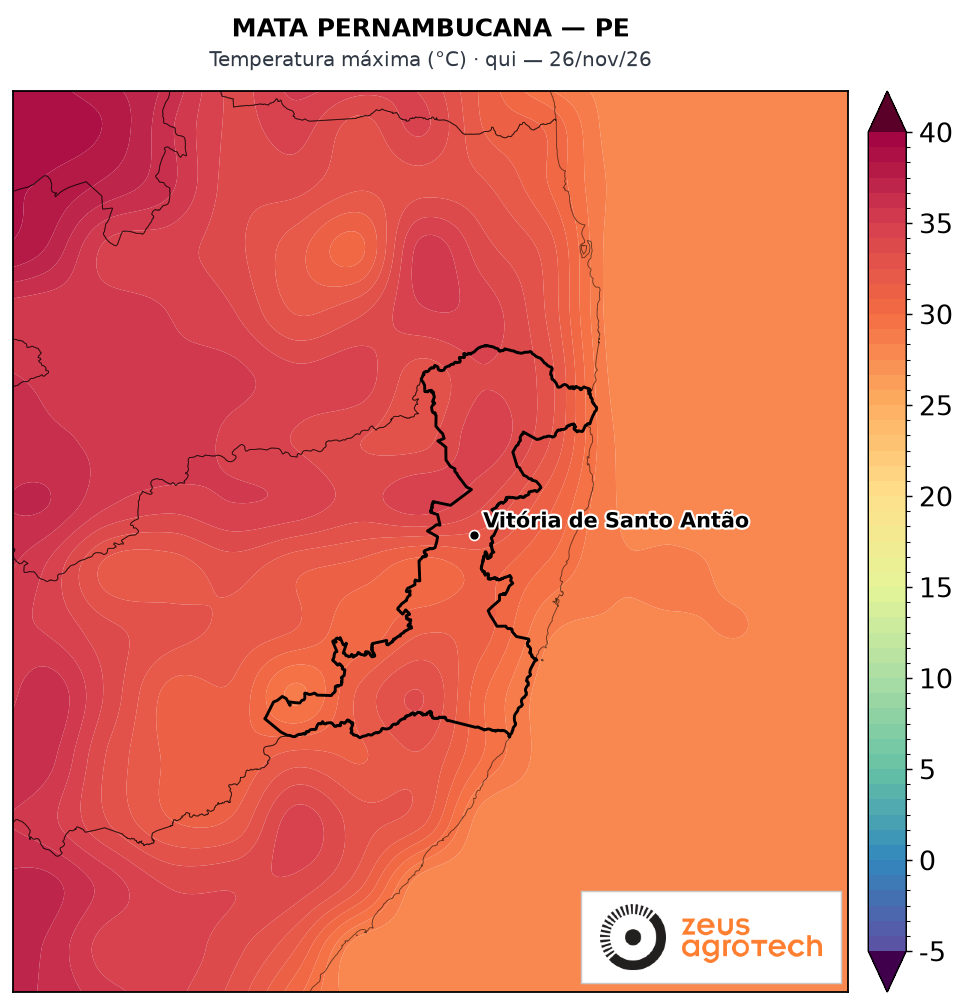 MATA PERNAMBUCANA — PE
Temperatura máxima (°C) · qui — 26/nov/26
40
35
30
25
20
15
10
5
0
-5
Vitória de Santo Antão
zeus
agrotech